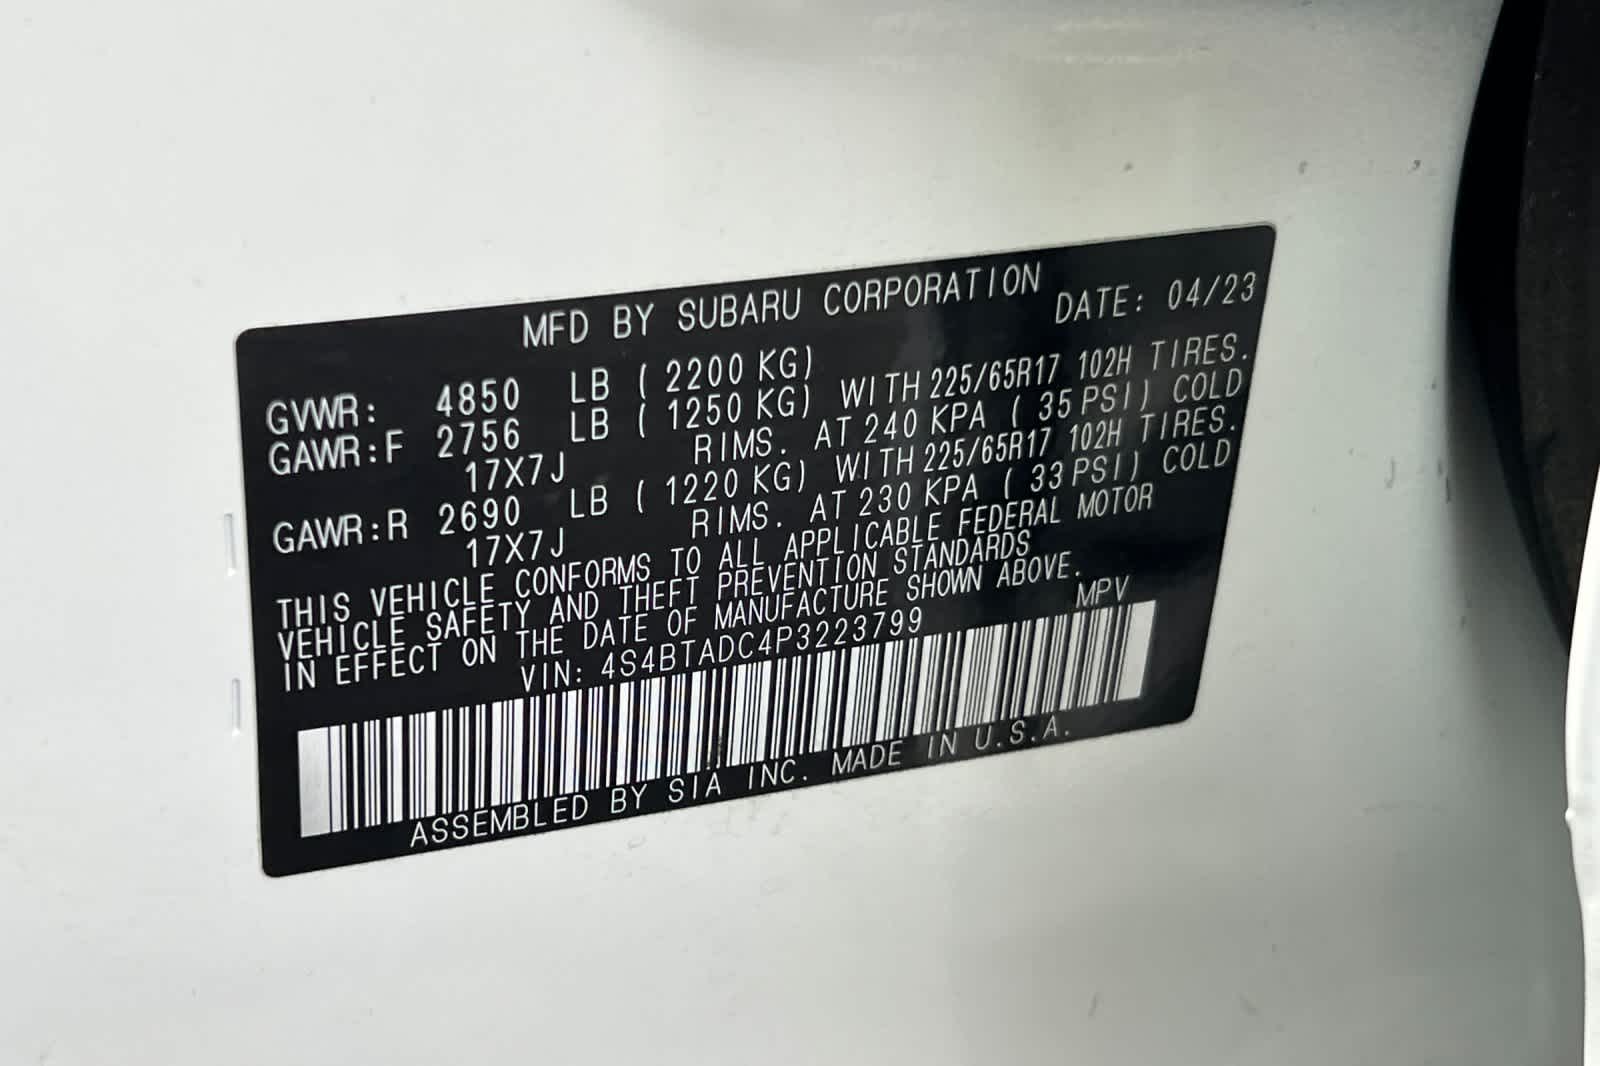 MFD BY SUBARU CORPORATION DATE: 04/23
GVWR: 4850 LB ( 2200 KG)
GAWR:F 2756 LB ( 1250 KG) WITH 225/65R17 102H TIRES.
17X7J RIMS. AT 240 KPA ( 35 PSI) COLD
GAWR:R 2690 LB ( 1220 KG) WITH 225/65R17 102H TIRES.
17X7J RIMS. AT 230 KPA ( 33 PSI) COLD
THIS VEHICLE CONFORMS TO ALL APPLICABLE FEDERAL MOTOR
VEHICLE SAFETY AND THEFT PREVENTION STANDARDS
IN EFFECT ON THE DATE OF MANUFACTURE SHOWN ABOVE.
VIN: 4S4BTADC4P3223799 MPV
ASSEMBLED BY SIA INC. MADE IN U.S.A.